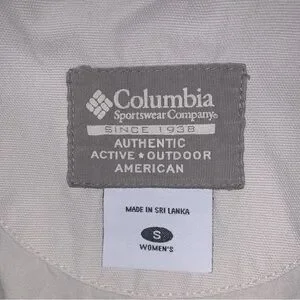 Columbia
Sportswear Company®
SINCE 1938
AUTHENTIC
ACTIVE ★ OUTDOOR
AMERICAN
MADE IN SRI LANKA
S
WOMEN'S